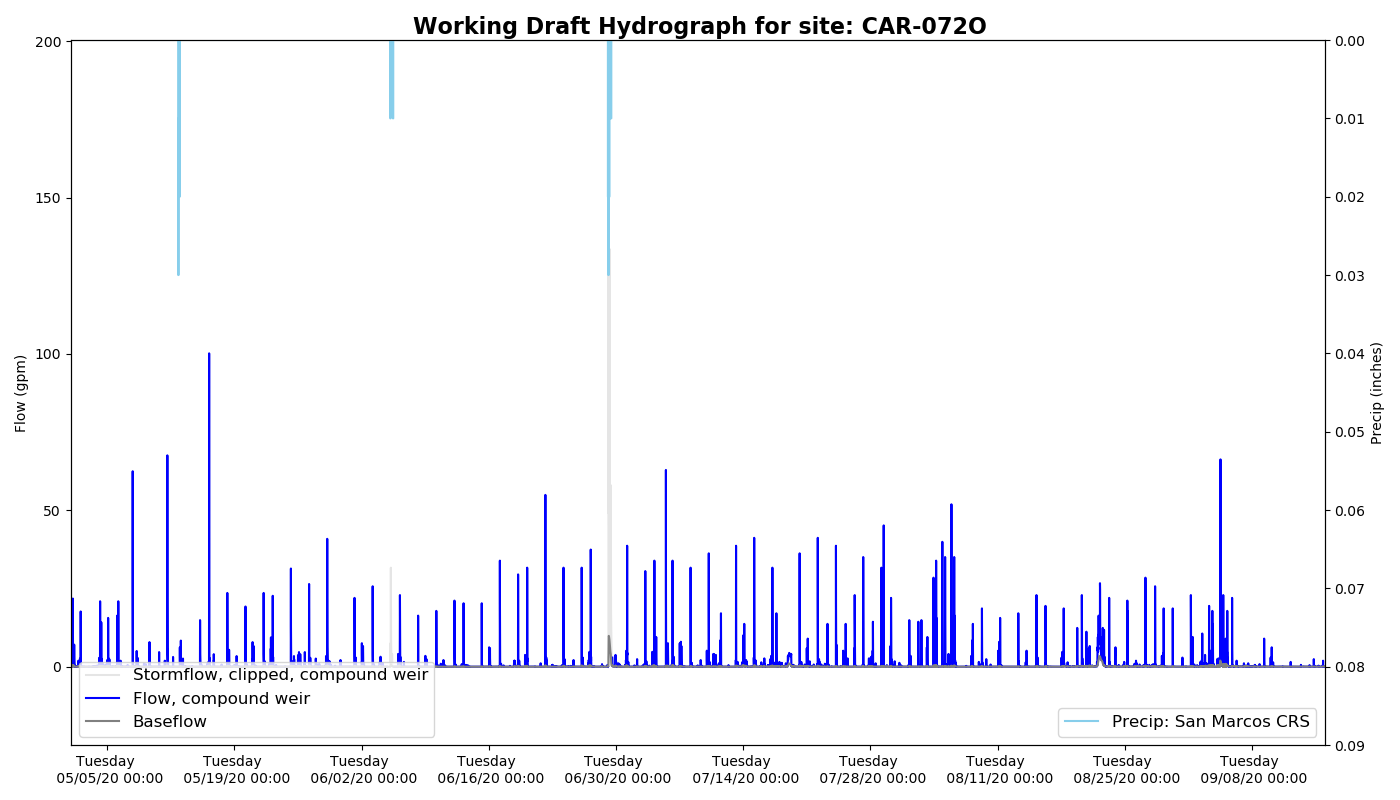 Working Draft Hydrograph for site: CAR-072O
200
150
100
50
0
Flow (gpm)
0.00
0.01
0.02
0.03
0.04
0.05
0.06
0.07
0.08
0.09
Precip (inches)
Stormflow, clipped, compound weir
Flow, compound weir
Baseflow
Precip: San Marcos CRS
Tuesday
05/05/20 00:00
Tuesday
05/19/20 00:00
Tuesday
06/02/20 00:00
Tuesday
06/16/20 00:00
Tuesday
06/30/20 00:00
Tuesday
07/14/20 00:00
Tuesday
07/28/20 00:00
Tuesday
08/11/20 00:00
Tuesday
08/25/20 00:00
Tuesday
09/08/20 00:00